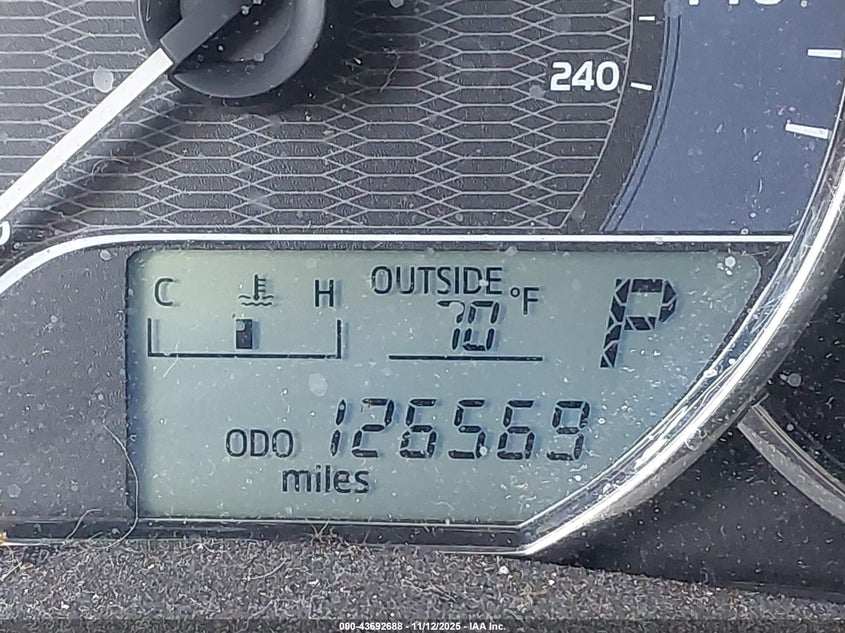 240
C H OUTSIDE
70 °F P
ODO 126569
miles
000-43692688 - 11/12/2025 - IAA Inc.